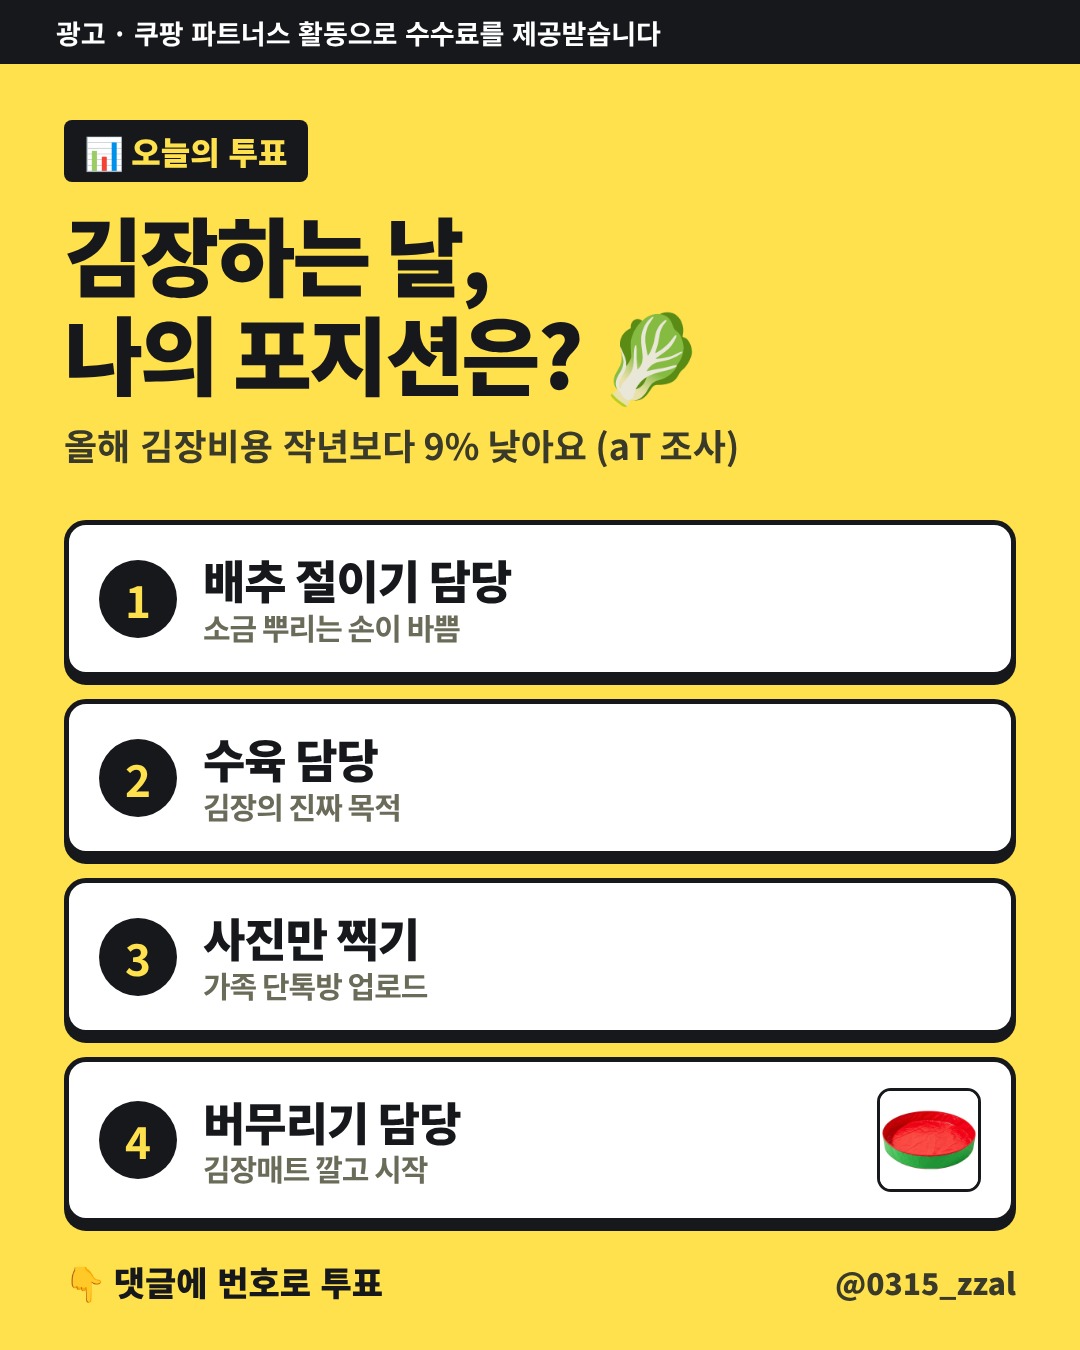 광고 · 쿠팡 파트너스 활동으로 수수료를 제공받습니다
📊 오늘의 투표
김장하는 날,
나의 포지션은? 🥬
올해 김장비용 작년보다 9% 낮아요 (aT 조사)
1 배추 절이기 담당
소금 뿌리는 손이 바쁨
2 수육 담당
김장의 진짜 목적
3 사진만 찍기
가족 단톡방 업로드
4 버무리기 담당
김장매트 깔고 시작
👇 댓글에 번호로 투표
@0315_zzal